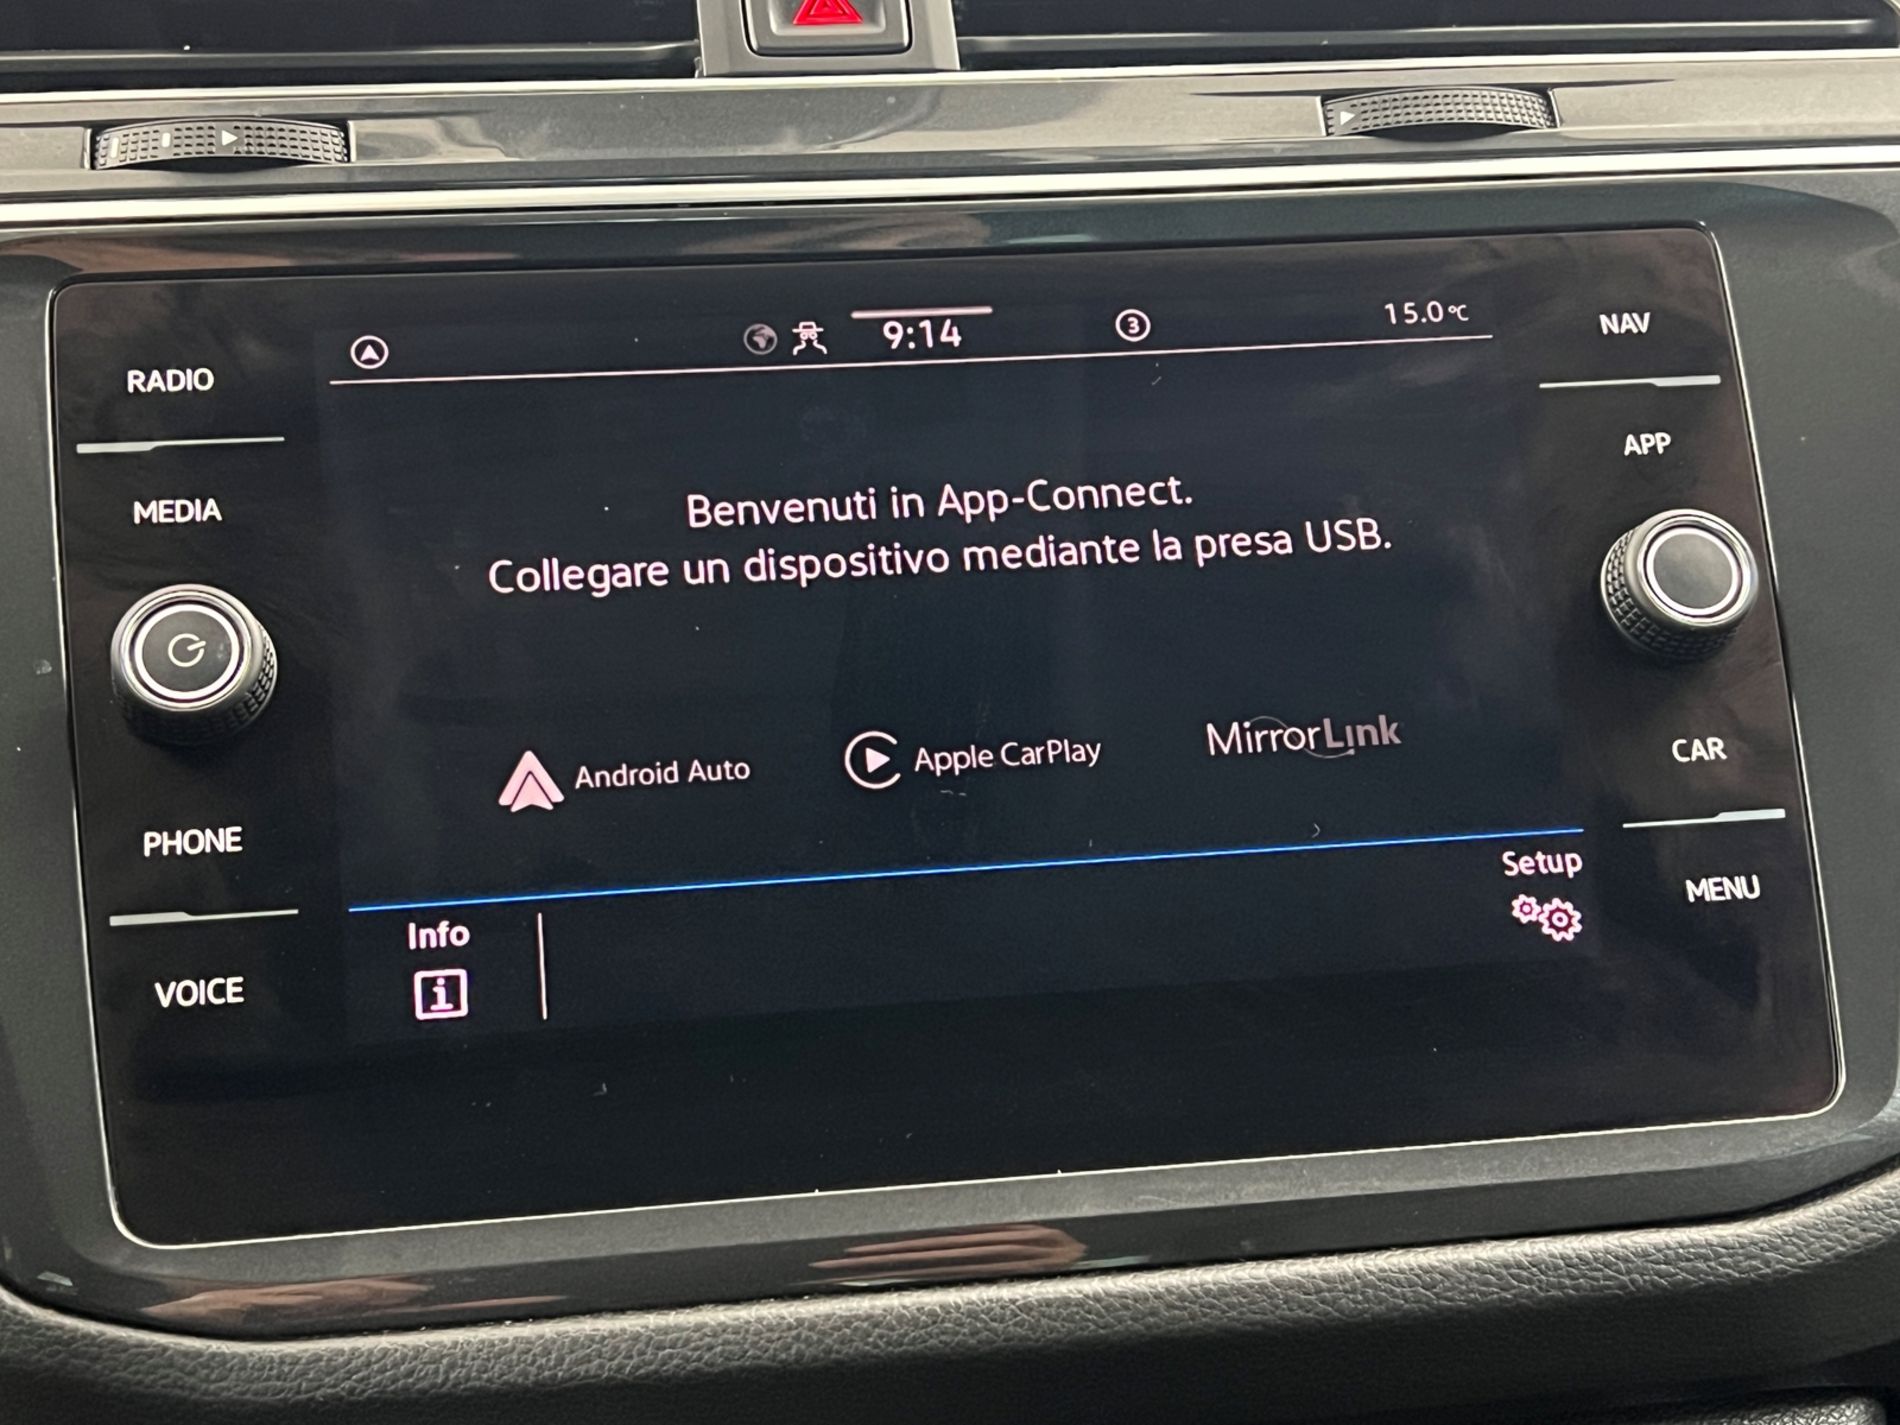 9:14
3
15.0°C
NAV
RADIO
APP
MEDIA
Benvenuti in App-Connect.
Collegare un dispositivo mediante la presa USB.
Android Auto
Apple CarPlay
MirrorLink
CAR
PHONE
Setup
MENU
Info
i
VOICE